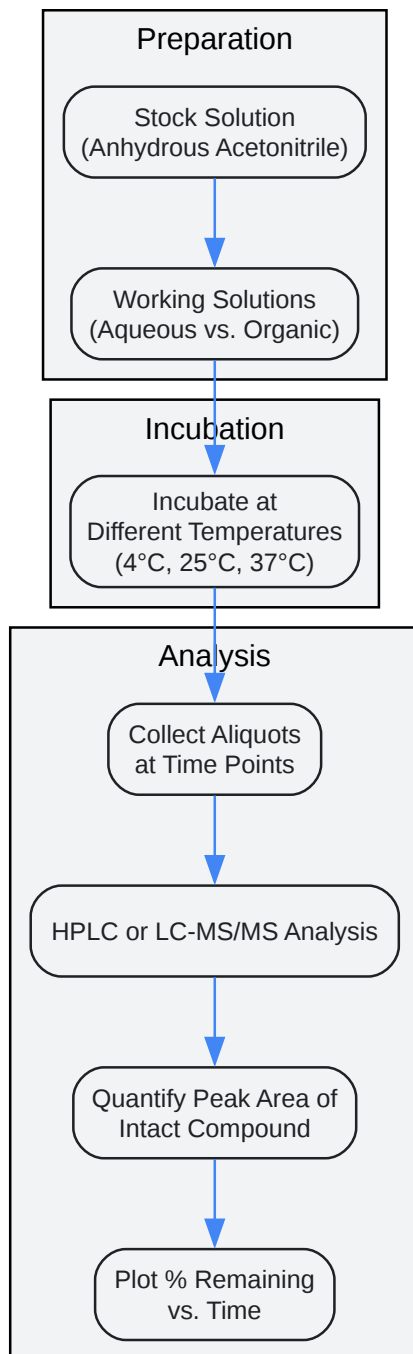 Preparation
Stock Solution
(Anhydrous Acetonitrile)
Working Solutions
(Aqueous vs. Organic)
Incubation
Incubate at
Different Temperatures
(4°C, 25°C, 37°C)
Analysis
Collect Aliquots
at Time Points
HPLC or LC-MS/MS Analysis
Quantify Peak Area of
Intact Compound
Plot % Remaining
vs. Time